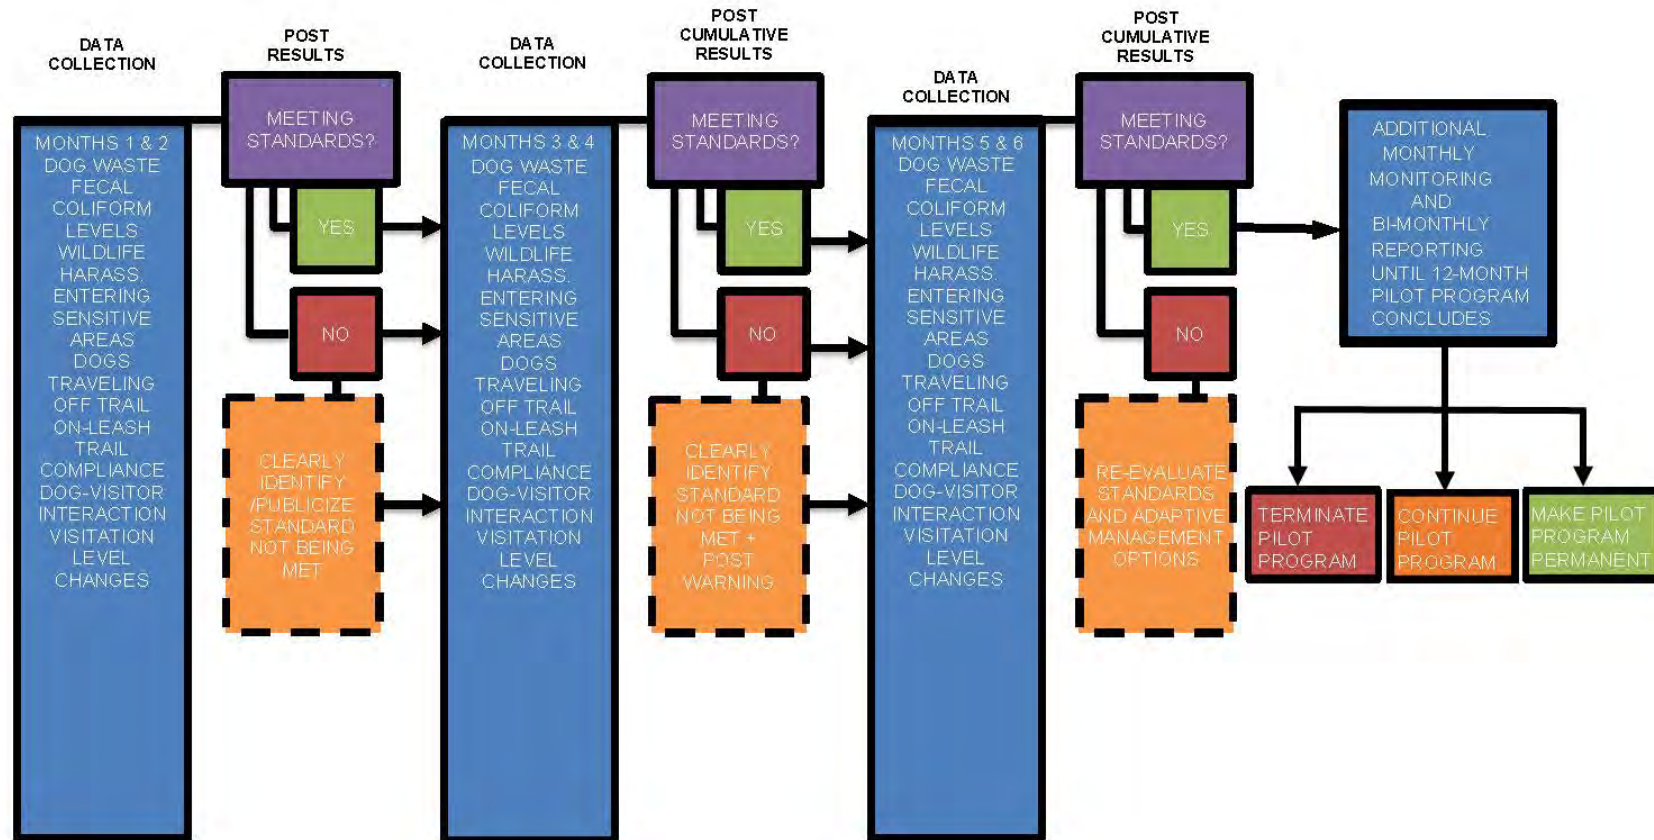 DATA
COLLECTION
MONTHS 1 & 2
DOG WASTE
FECAL
COLIFORM
LEVELS
WILDLIFE
HARASS.
ENTERING
SENSITIVE
AREAS
DOGS
TRAVELING
OFF TRAIL
ON-LEASH
TRAIL
COMPLIANCE
DOG-VISITOR
INTERACTION
VISITATION
LEVEL
CHANGES
POST
RESULTS
MEETING
STANDARDS?
YES
NO
CLEARLY
IDENTIFY
/PUBLICIZE
STANDARD
NOT BEING
MET
DATA
COLLECTION
MONTHS 3 & 4
DOG WASTE
FECAL
COLIFORM
LEVELS
WILDLIFE
HARASS.
ENTERING
SENSITIVE
AREAS
DOGS
TRAVELING
OFF TRAIL
ON-LEASH
TRAIL
COMPLIANCE
DOG-VISITOR
INTERACTION
VISITATION
LEVEL
CHANGES
POST
CUMULATIVE
RESULTS
MEETING
STANDARDS?
YES
NO
CLEARLY
IDENTIFY
STANDARD
NOT BEING
MET +
POST
WARNING
DATA
COLLECTION
MONTHS 5 & 6
DOG WASTE
FECAL
COLIFORM
LEVELS
WILDLIFE
HARASS.
ENTERING
SENSITIVE
AREAS
DOGS
TRAVELING
OFF TRAIL
ON-LEASH
TRAIL
COMPLIANCE
DOG-VISITOR
INTERACTION
VISITATION
LEVEL
CHANGES
POST
CUMULATIVE
RESULTS
MEETING
STANDARDS?
YES
NO
RE-EVALUATE
STANDARDS
AND ADAPTIVE
MANAGEMENT
OPTIONS
ADDITIONAL
MONTHLY
MONITORING
AND
BI-MONTHLY
REPORTING
UNTIL 12-MONTH
PILOT PROGRAM
CONCLUDES
TERMINATE
PILOT
PROGRAM
CONTINUE
PILOT
PROGRAM
MAKE PILOT
PROGRAM
PERMANENT